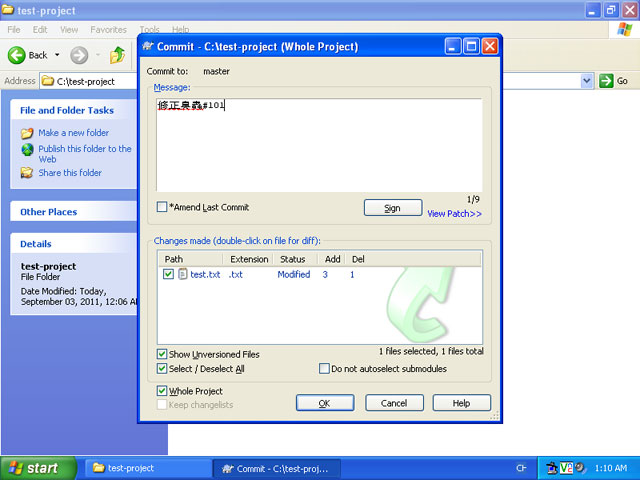 File Edit View Favorites Tools Help
Commit - C:\test-project (Whole Project)
Back
Address C:\test-project
Go
File and Folder Tasks
Make a new folder
Publish this folder to the
Web
Share this folder
Other Places
Details
test-project
File Folder
Date Modified: Today,
September 03, 2011, 12:06 A
Commit to: master
Message:
修正臭蟲#101
1/9
*Amend Last Commit
Sign
View Patch>>
Changes made (double-click on file for diff):
Path Extension Status Add Del
test.txt .txt Modified 3 1
1 files selected, 1 files total
Show Unversioned Files
Select / Deselect All
Do not autoselect submodules
Whole Project
Keep changelists
OK Cancel Help
start test-project Commit - C:\test-proj... CH 1:10 AM